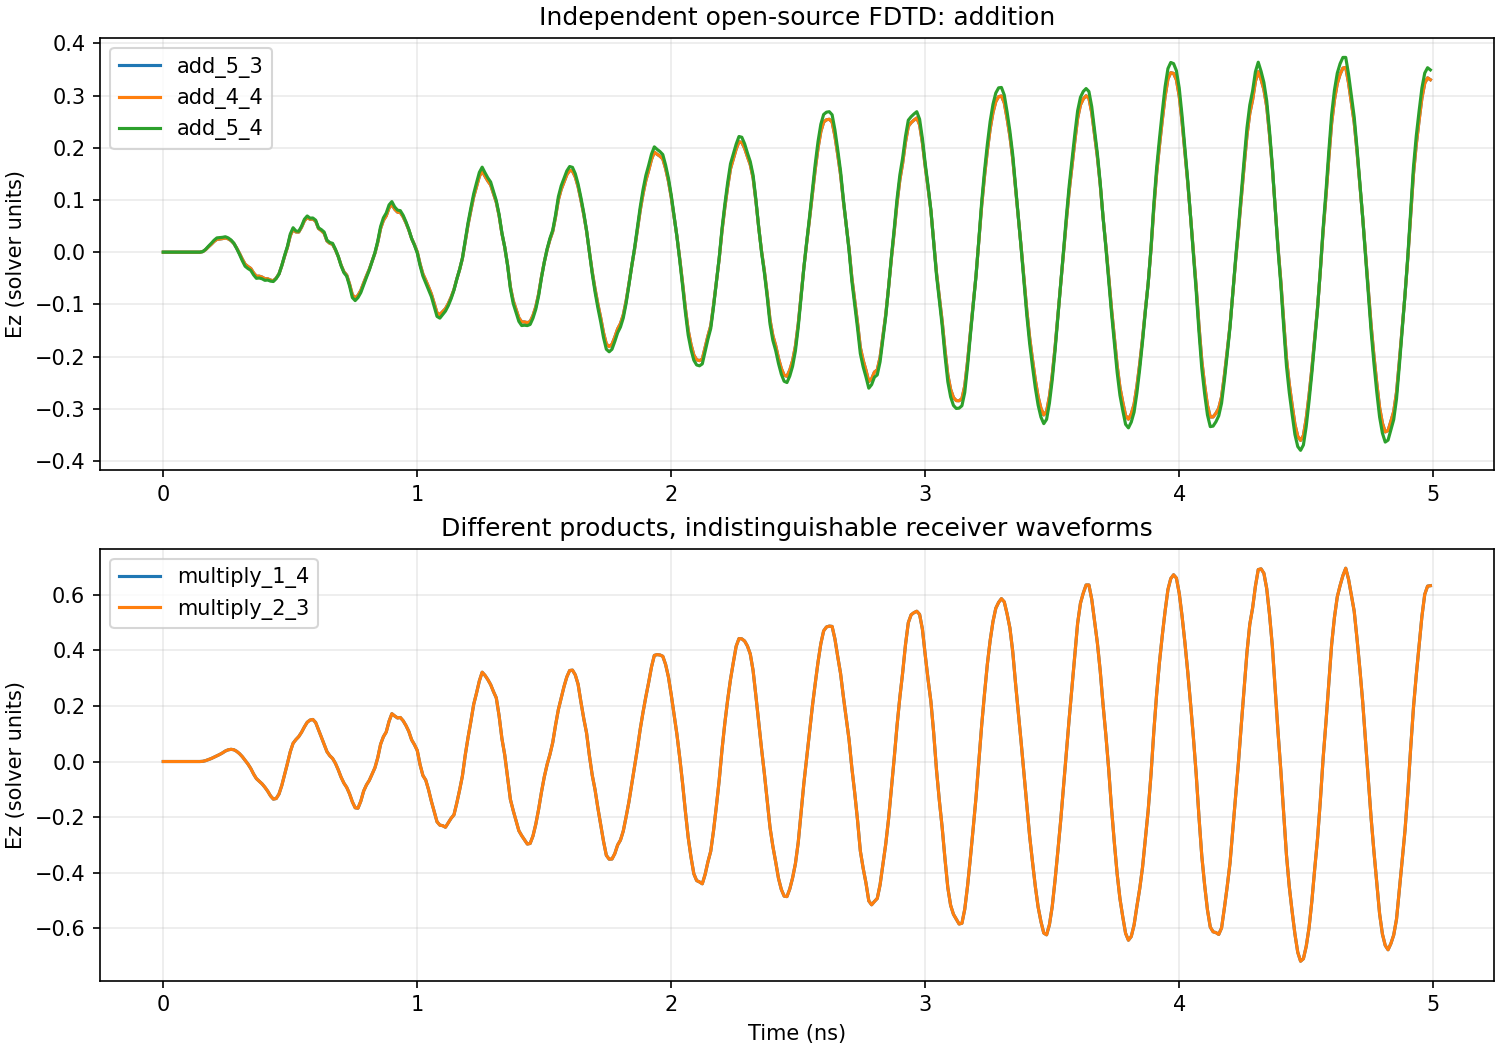 Independent open-source FDTD: addition
Ez (solver units)
0.4
0.3
0.2
0.1
0.0
−0.1
−0.2
−0.3
−0.4
add_5_3
add_4_4
add_5_4
0 1 2 3 4 5
Different products, indistinguishable receiver waveforms
Ez (solver units)
0.6
0.4
0.2
0.0
−0.2
−0.4
−0.6
multiply_1_4
multiply_2_3
0 1 2 3 4 5
Time (ns)